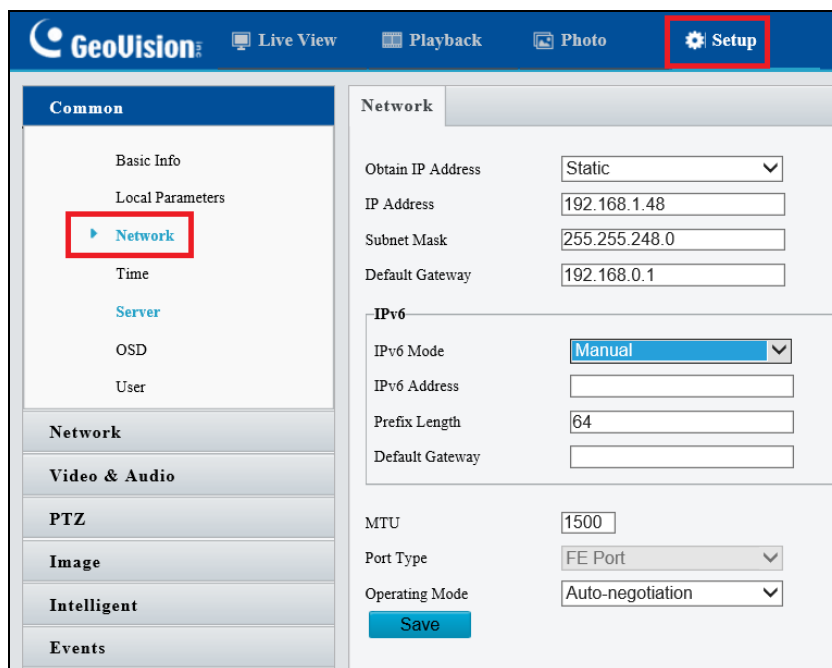 GeoVision Live View Playback Photo Setup
Common
Basic Info
Local Parameters
Network
Time
Server
OSD
User
Network
Video & Audio
PTZ
Image
Intelligent
Events
Network
Obtain IP Address Static
IP Address 192.168.1.48
Subnet Mask 255.255.248.0
Default Gateway 192.168.0.1
IPv6
IPv6 Mode Manual
IPv6 Address
Prefix Length 64
Default Gateway
MTU 1500
Port Type FE Port
Operating Mode Auto-negotiation
Save